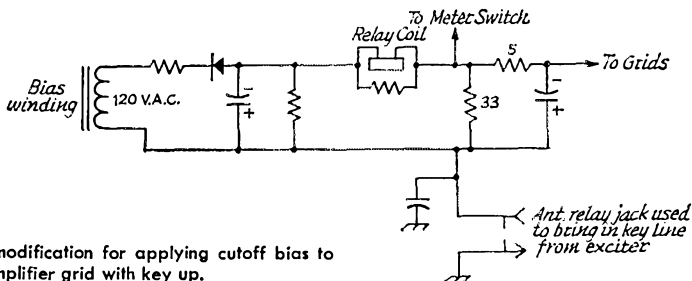 To Meter Switch
Relay Coil
5
To Grids
Bias
winding
120 V.A.C.
-
+
33
-
+
Ant. relay jack used
to bring in key line
from exciter
modification for applying cutoff bias to
mplifier grid with key up.